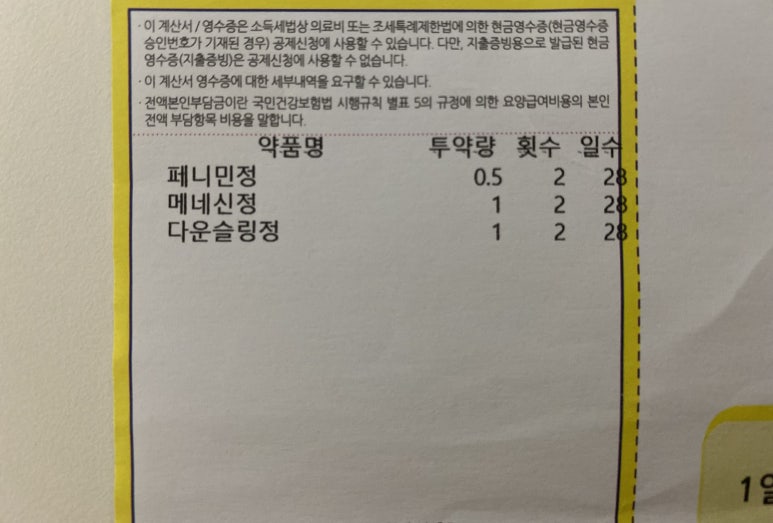 · 이 계산서 / 영수증은 소득세법상 의료비 또는 조세특례제한법에 의한 현금영수증(현금영수증
승인번호가 기재된 경우) 공제신청에 사용할 수 있습니다. 다만, 지출증빙용으로 발급된 현금
영수증(지출증빙)은 공제신청에 사용할 수 없습니다.
· 이 계산서 영수증에 대한 세부내역을 요구할 수 있습니다.
· 전액본인부담금이란 국민건강보험법 시행규칙 별표 5의 규정에 의한 요양급여비용의 본인
전액 부담항목 비용을 말합니다.
약품명 투약량 횟수 일수
페니민정 0.5 2 28
메네신정 1 2 28
다운슬링정 1 2 28
1일